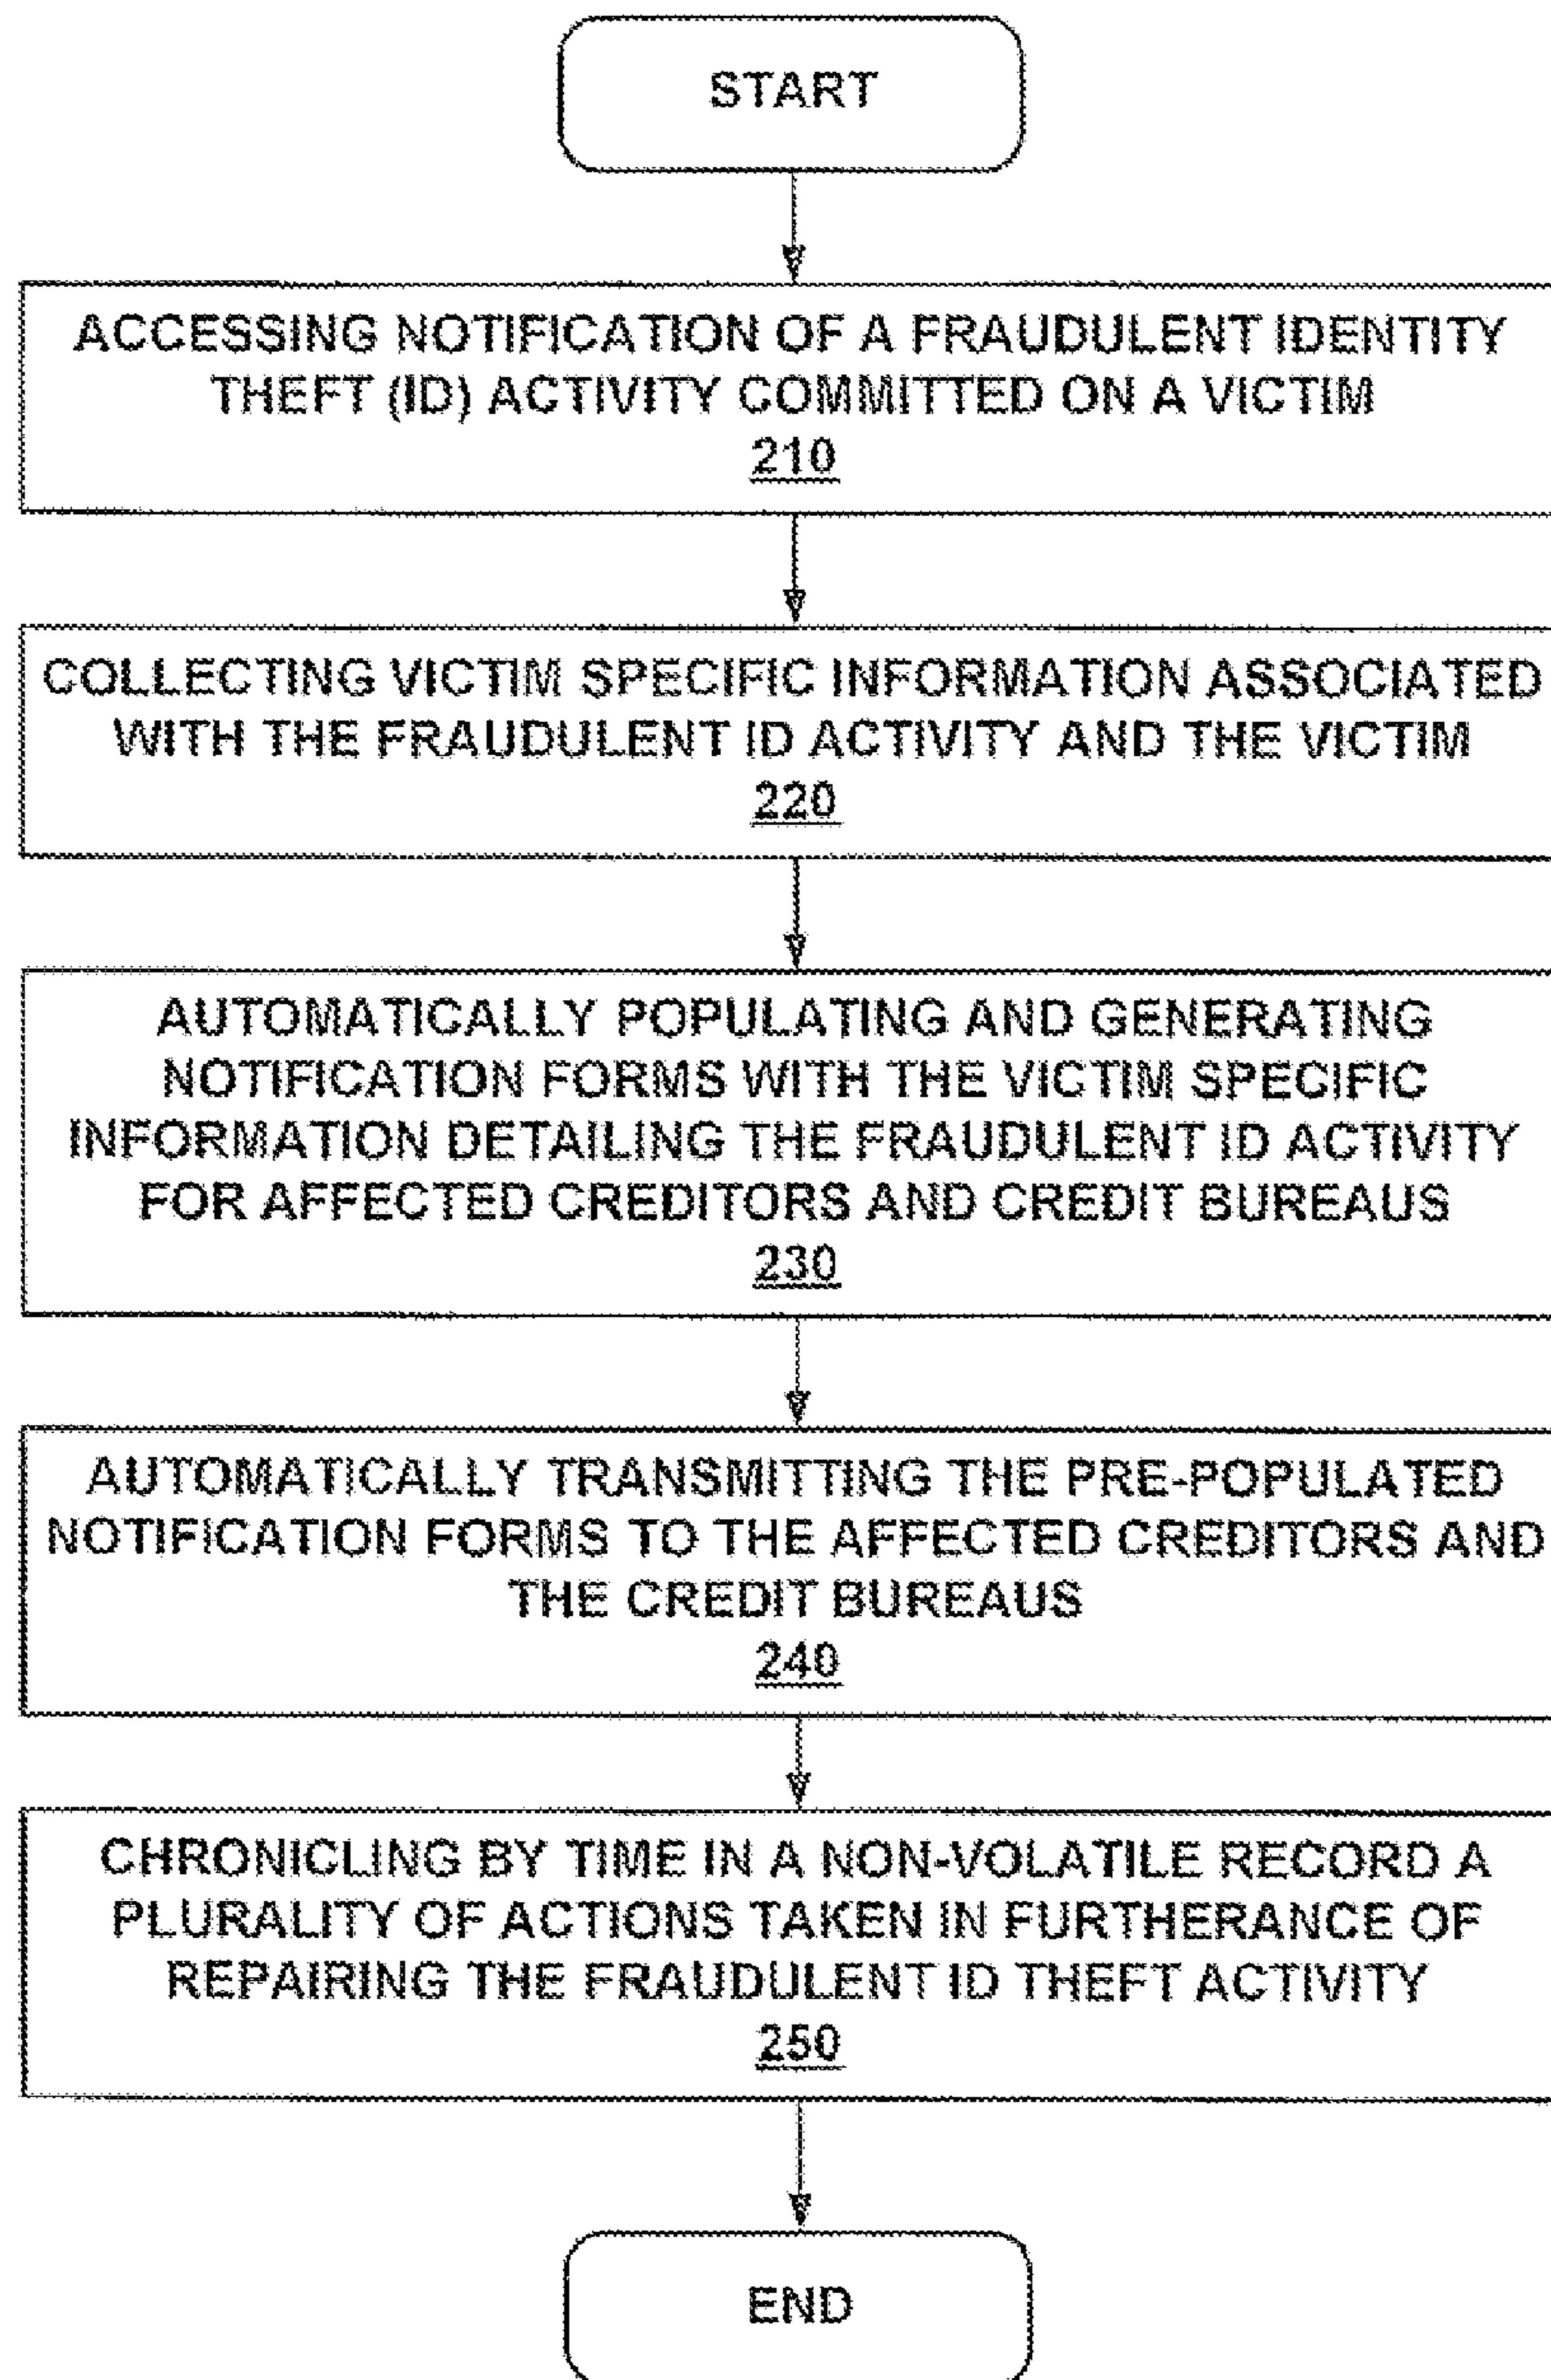 START
ACCESSING NOTIFICATION OF A FRAUDULENT IDENTITY
THEFT (ID) ACTIVITY COMMITTED ON A VICTIM
210
COLLECTING VICTIM SPECIFIC INFORMATION ASSOCIATED
WITH THE FRAUDULENT ID ACTIVITY AND THE VICTIM
220
AUTOMATICALLY POPULATING AND GENERATING
NOTIFICATION FORMS WITH THE VICTIM SPECIFIC
INFORMATION DETAILING THE FRAUDULENT ID ACTIVITY
FOR AFFECTED CREDITORS AND CREDIT BUREAUS
230
AUTOMATICALLY TRANSMITTING THE PRE-POPULATED
NOTIFICATION FORMS TO THE AFFECTED CREDITORS AND
THE CREDIT BUREAUS
240
CHRONICLING BY TIME IN A NON-VOLATILE RECORD A
PLURALITY OF ACTIONS TAKEN IN FURTHERANCE OF
REPAIRING THE FRAUDULENT ID THEFT ACTIVITY
250
END